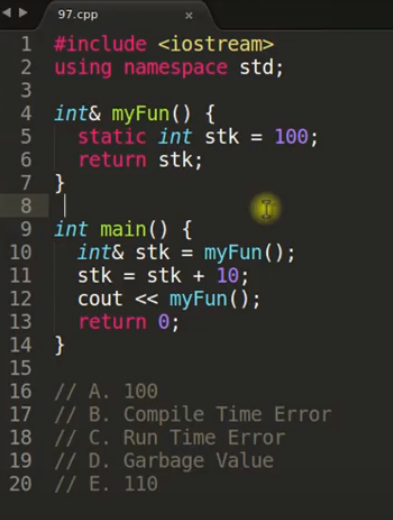 97.cpp
1 #include <iostream>
2 using namespace std;
3
4 int& myFun() {
5   static int stk = 100;
6   return stk;
7 }
8
9 int main() {
10   int& stk = myFun();
11   stk = stk + 10;
12   cout << myFun();
13   return 0;
14 }
15
16 // A. 100
17 // B. Compile Time Error
18 // C. Run Time Error
19 // D. Garbage Value
20 // E. 110